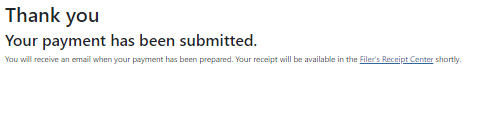 Thank you
Your payment has been submitted.
You will receive an email when your payment has been prepared. Your receipt will be available in the Filer's Receipt Center shortly.